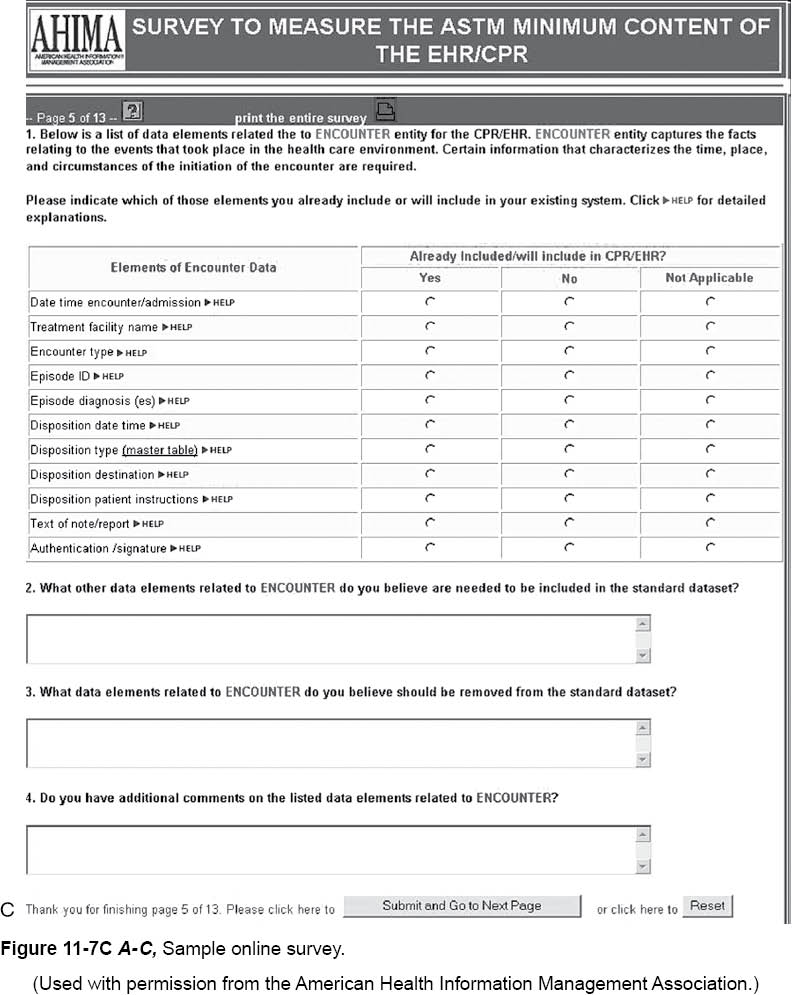 AHIMA
AMERICAN HEALTH INFORMATION
MANAGEMENT ASSOCIATION
SURVEY TO MEASURE THE ASTM MINIMUM CONTENT OF
THE EHR/CPR
-- Page 5 of 13 -- ? print the entire survey
1. Below is a list of data elements related the to ENCOUNTER entity for the CPR/EHR. ENCOUNTER entity captures the facts
relating to the events that took place in the health care environment. Certain information that characterizes the time, place,
and circumstances of the initiation of the encounter are required.
Please indicate which of those elements you already include or will include in your existing system. Click ▶HELP for detailed
explanations.
Elements of Encounter Data
Already Included/will include in CPR/EHR?
Yes No Not Applicable
Date time encounter/admission ▶HELP
Treatment facility name ▶HELP
Encounter type ▶HELP
Episode ID ▶HELP
Episode diagnosis (es) ▶HELP
Disposition date time ▶HELP
Disposition type (master table) ▶HELP
Disposition destination ▶HELP
Disposition patient instructions ▶HELP
Text of note/report ▶HELP
Authentication /signature ▶HELP
2. What other data elements related to ENCOUNTER do you believe are needed to be included in the standard dataset?
3. What data elements related to ENCOUNTER do you believe should be removed from the standard dataset?
4. Do you have additional comments on the listed data elements related to ENCOUNTER?
C Thank you for finishing page 5 of 13. Please click here to Submit and Go to Next Page or click here to Reset
Figure 11-7C A-C, Sample online survey.
(Used with permission from the American Health Information Management Association.)